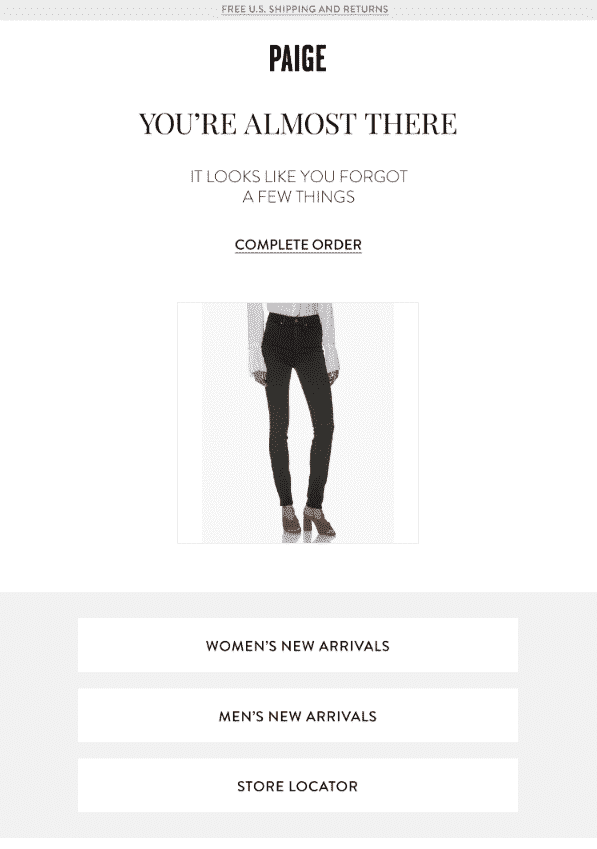 FREE U.S. SHIPPING AND RETURNS
PAIGE
YOU'RE ALMOST THERE
IT LOOKS LIKE YOU FORGOT
A FEW THINGS
COMPLETE ORDER
WOMEN'S NEW ARRIVALS
MEN'S NEW ARRIVALS
STORE LOCATOR